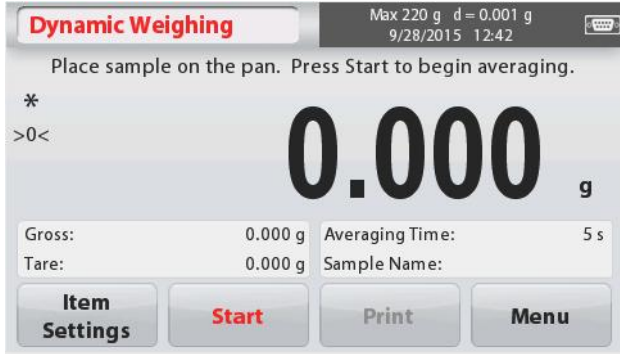 Dynamic Weighing
Max 220 g d = 0.001 g
9/28/2015 12:42
Place sample on the pan. Press Start to begin averaging.
*
>0<
0.000 g
Gross: 0.000 g
Tare: 0.000 g
Averaging Time: 5 s
Sample Name:
Item
Settings
Start
Print
Menu